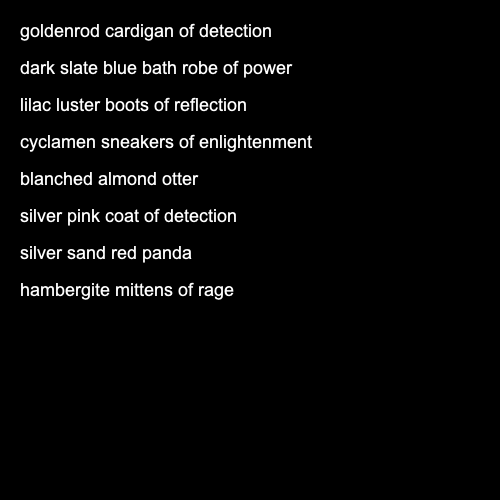 goldenrod cardigan of detection
dark slate blue bath robe of power
lilac luster boots of reflection
cyclamen sneakers of enlightenment
blanched almond otter
silver pink coat of detection
silver sand red panda
hambergite mittens of rage